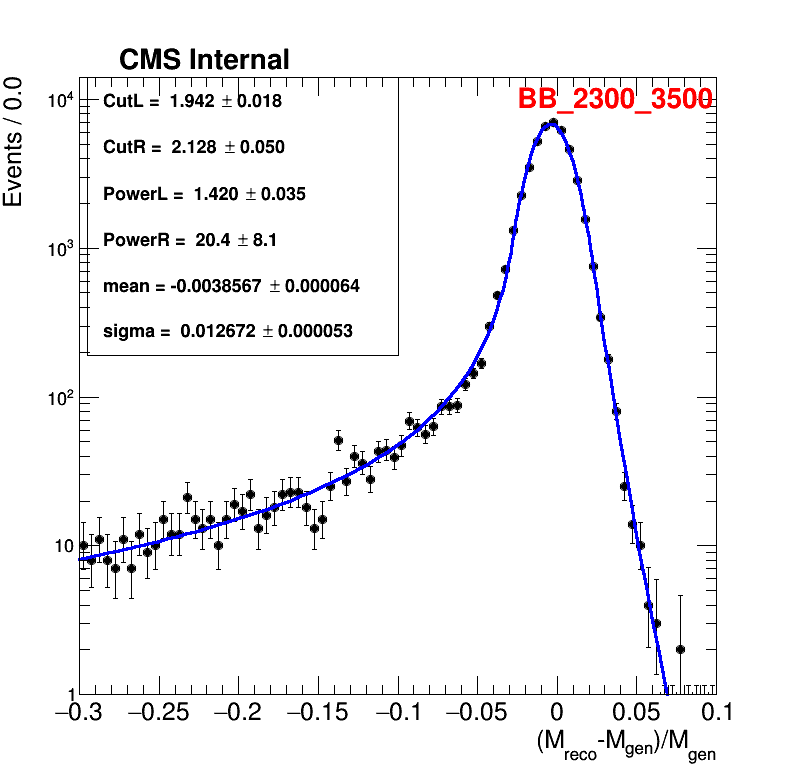 CMS Internal
BB_2300_3500
CutL = 1.942 ± 0.018
CutR = 2.128 ± 0.050
PowerL = 1.420 ± 0.035
PowerR = 20.4 ± 8.1
mean = -0.0038567 ± 0.000064
sigma = 0.012672 ± 0.000053
Events / 0.0
10⁴
10³
10²
10
1
−0.3 −0.25 −0.2 −0.15 −0.1 −0.05 0 0.05 0.1
(M_reco-M_gen)/M_gen